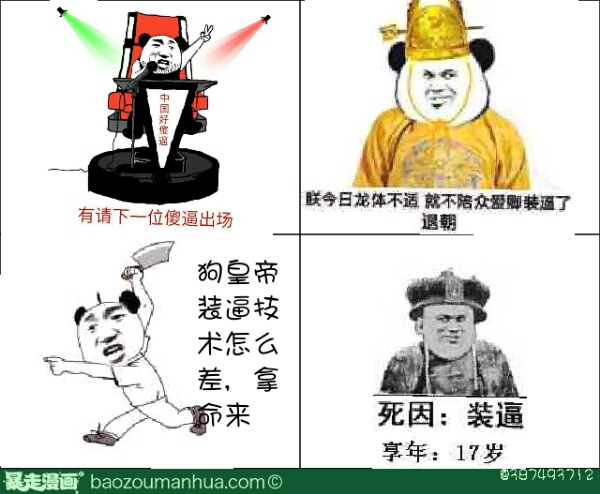 中国好傻逼
有请下一位傻逼出场
朕今日龙体不适 就不陪众爱脚装逼了
退朝
狗皇帝
装逼技
术怎么
差，拿
命来
死因：装逼
享年：17岁
暴走漫画 baozoumanhua.com
@387493712